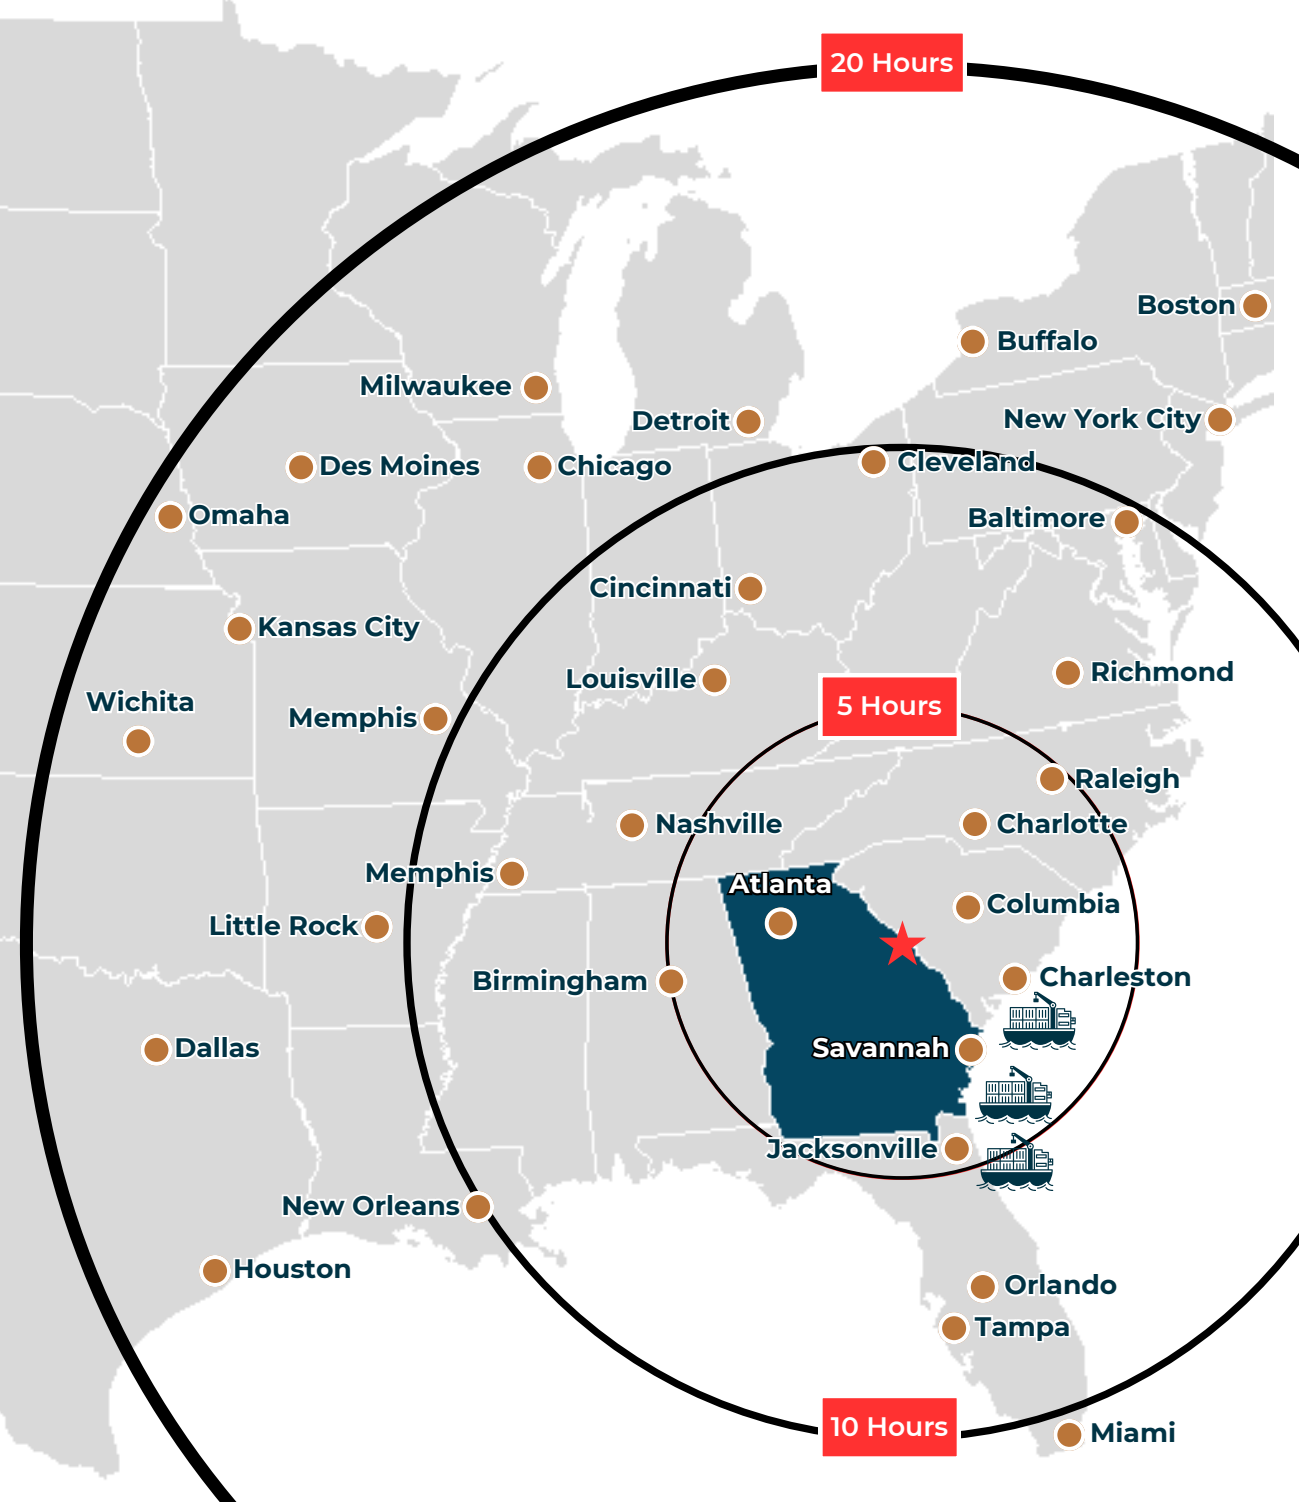 20 Hours
Boston
Buffalo
Milwaukee
New York City
Detroit
Cleveland
Des Moines
Chicago
Omaha
Baltimore
Cincinnati
Kansas City
Richmond
Louisville
Wichita
5 Hours
Memphis
Raleigh
Nashville
Charlotte
Memphis
Atlanta
Columbia
Little Rock
Charleston
Birmingham
Dallas
Savannah
Jacksonville
New Orleans
Houston
Orlando
Tampa
10 Hours
Miami